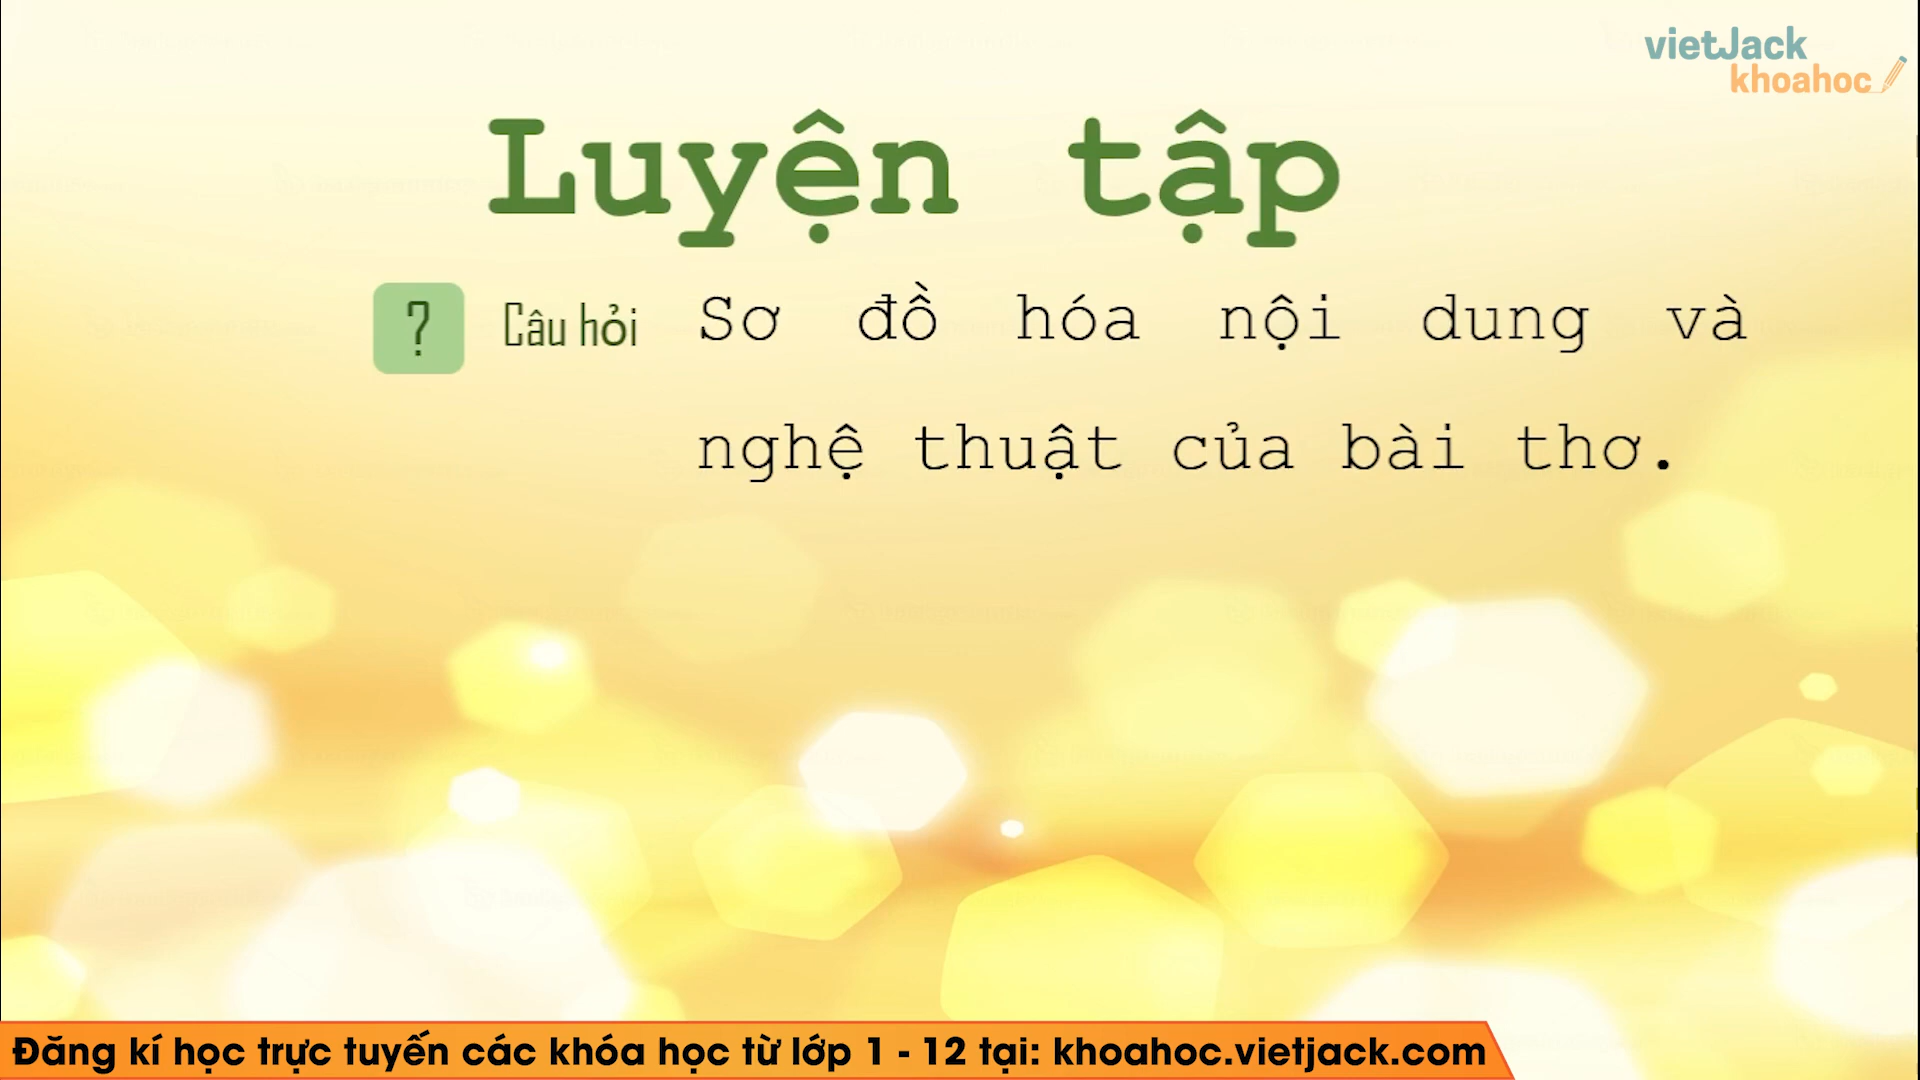 vietJack
khoahoc
Luyện tập
? Câu hỏi Sơ đồ hóa nội dung và
nghệ thuật của bài thơ.
Đăng kí học trực tuyến các khóa học từ lớp 1 - 12 tại: khoahoc.vietjack.com